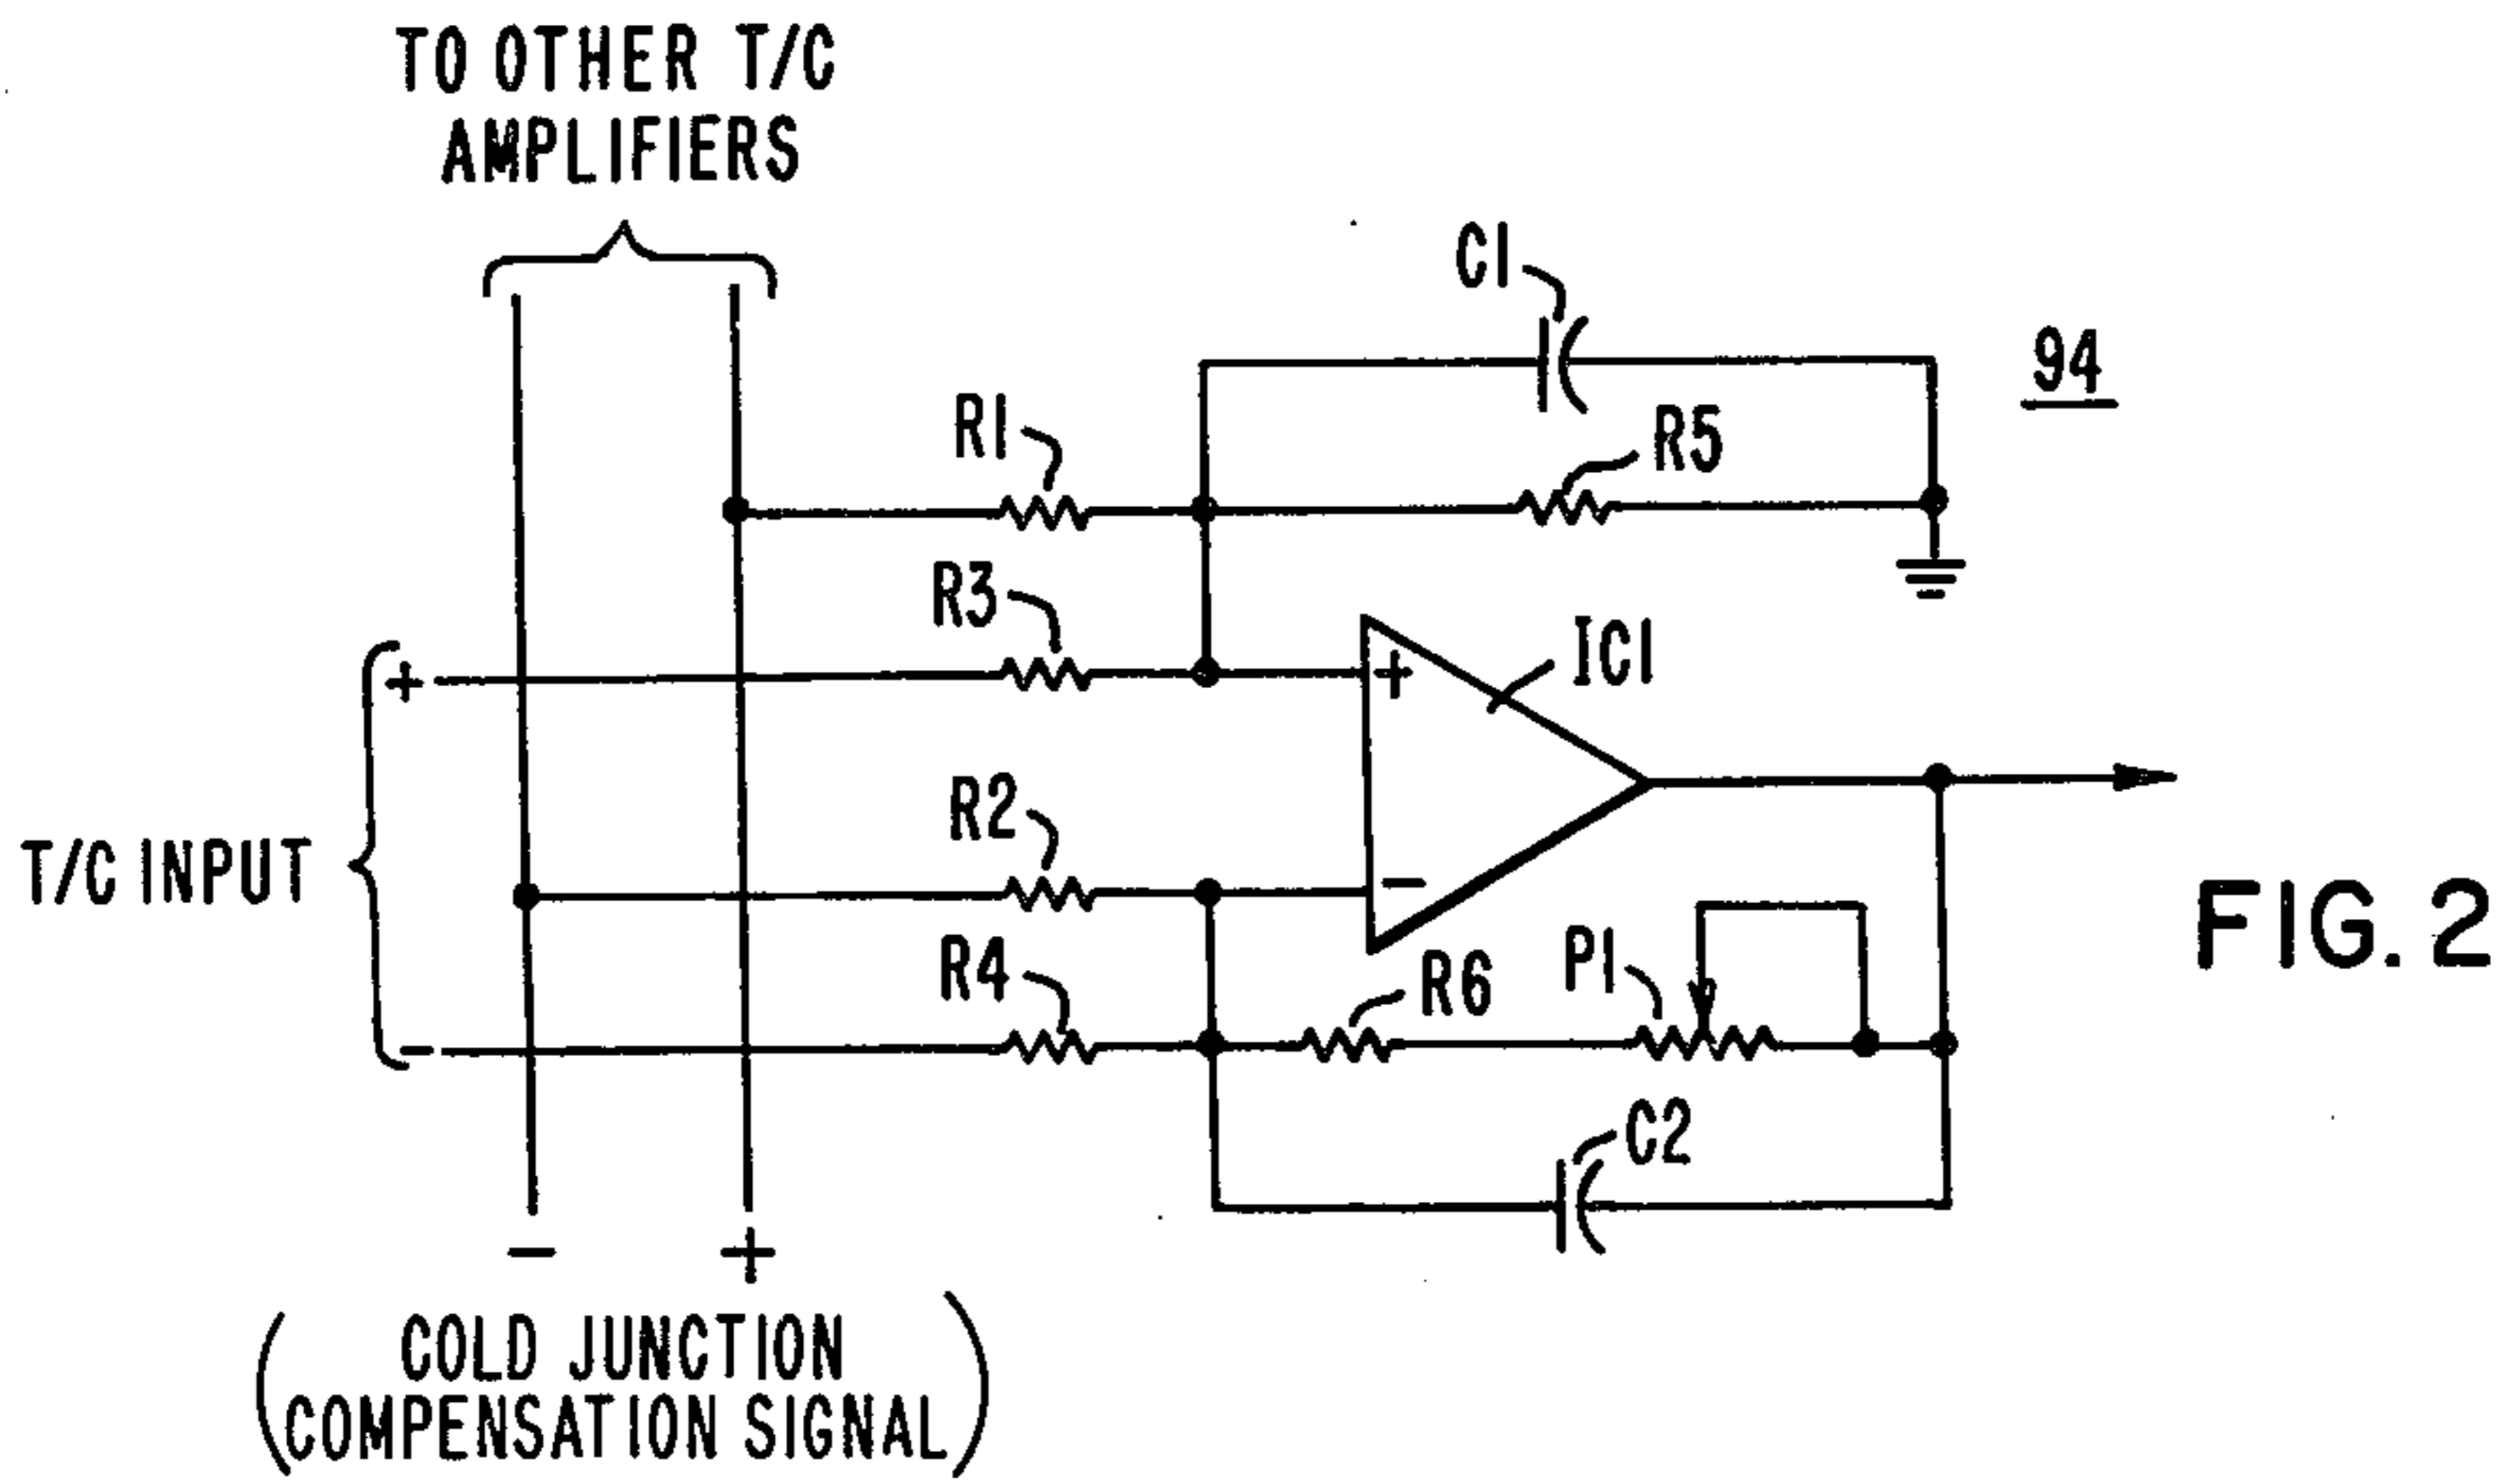 TO OTHER T/C
AMPLIFIERS
C1
94
R1
R5
R3
IC1
+
+
R2
T/C INPUT
−
FIG. 2
R4
R6
P1
−
C2
− +
(COLD JUNCTION
COMPENSATION SIGNAL)